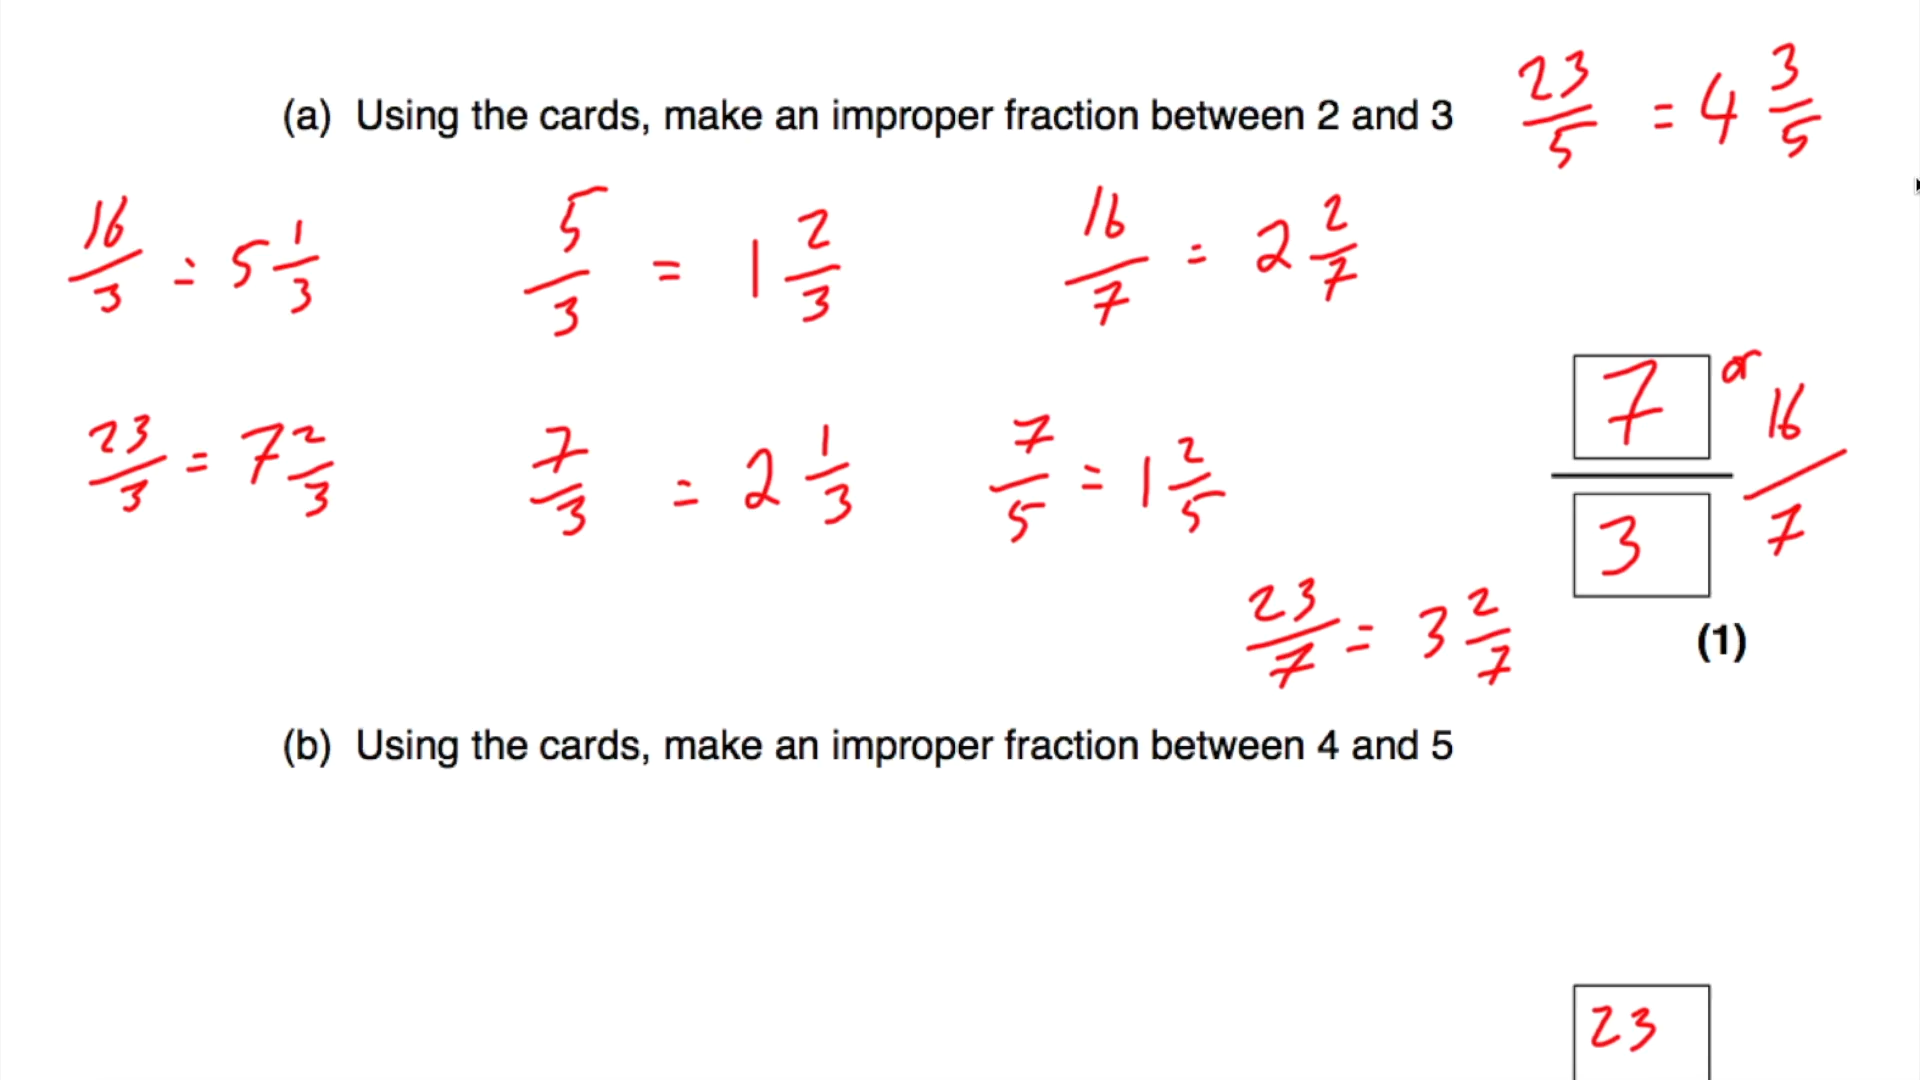 (a) Using the cards, make an improper fraction between 2 and 3
23/5 = 4 3/5
16/3 = 5 1/3
5/3 = 1 2/3
16/7 = 2 2/7
23/3 = 7 2/3
7/3 = 2 1/3
7/5 = 1 2/5
7/3 or 16/7
23/7 = 3 2/7
(1)
(b) Using the cards, make an improper fraction between 4 and 5
23